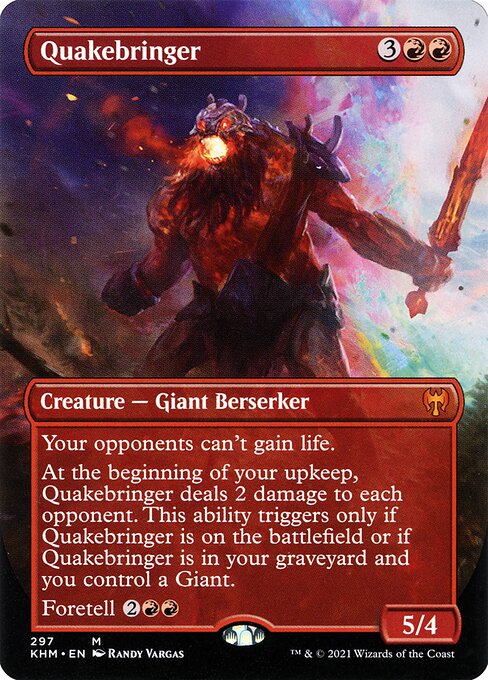 Quakebringer 3
Creature — Giant Berserker
Your opponents can't gain life.
At the beginning of your upkeep,
Quakebringer deals 2 damage to each
opponent. This ability triggers only if
Quakebringer is on the battlefield or if
Quakebringer is in your graveyard and
you control a Giant.
Foretell 2
5/4
297 M
KHM • EN Randy Vargas ™ & © 2021 Wizards of the Coast